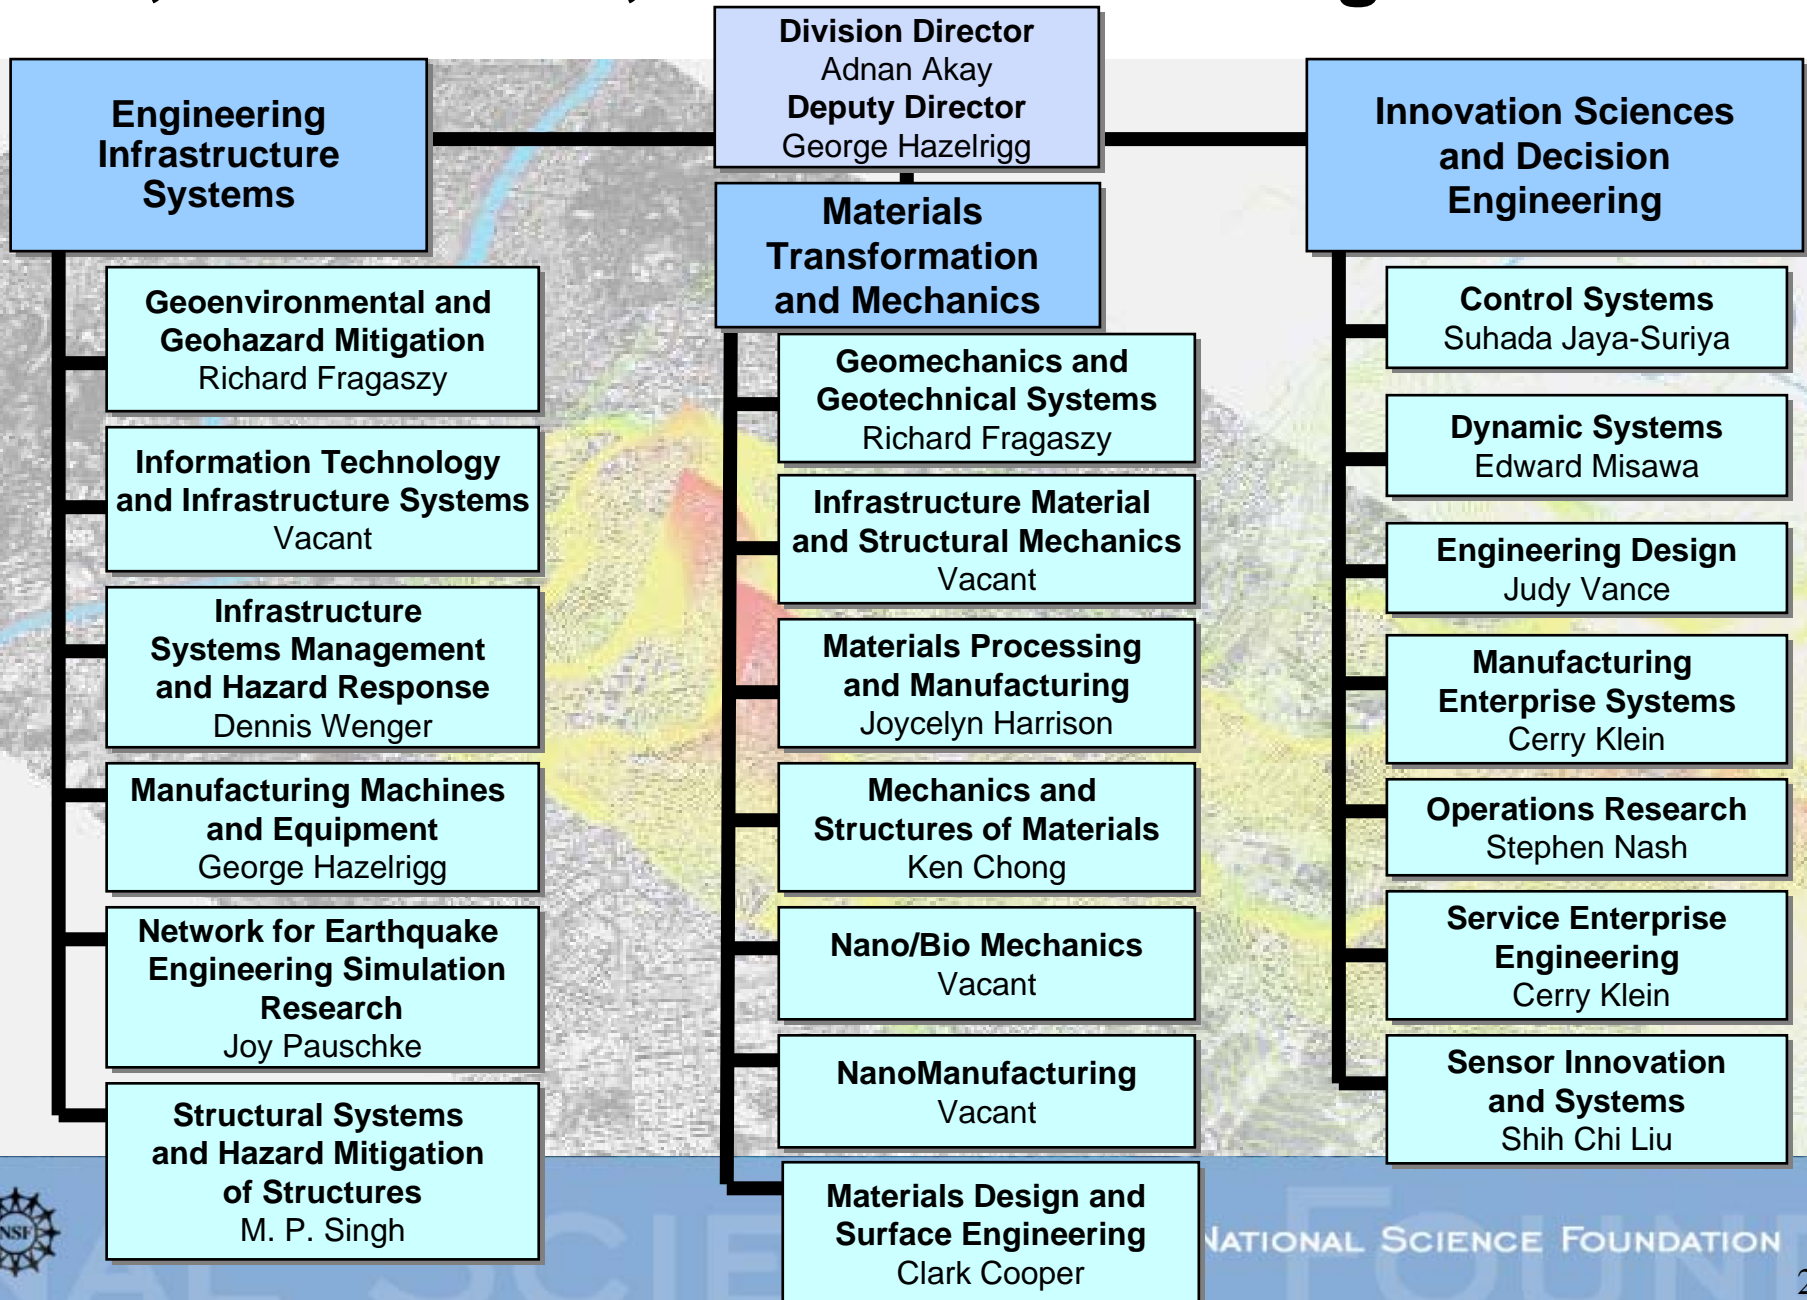 Division Director
Adnan Akay
Deputy Director
George Hazelrigg
Engineering
Infrastructure
Systems
Geoenvironmental and
Geohazard Mitigation
Richard Fragaszy
Information Technology
and Infrastructure Systems
Vacant
Infrastructure
Systems Management
and Hazard Response
Dennis Wenger
Manufacturing Machines
and Equipment
George Hazelrigg
Network for Earthquake
Engineering Simulation
Research
Joy Pauschke
Structural Systems
and Hazard Mitigation
of Structures
M. P. Singh
Materials
Transformation
and Mechanics
Geomechanics and
Geotechnical Systems
Richard Fragaszy
Infrastructure Material
and Structural Mechanics
Vacant
Materials Processing
and Manufacturing
Joycelyn Harrison
Mechanics and
Structures of Materials
Ken Chong
Nano/Bio Mechanics
Vacant
NanoManufacturing
Vacant
Materials Design and
Surface Engineering
Clark Cooper
Innovation Sciences
and Decision
Engineering
Control Systems
Suhada Jaya-Suriya
Dynamic Systems
Edward Misawa
Engineering Design
Judy Vance
Manufacturing
Enterprise Systems
Cerry Klein
Operations Research
Stephen Nash
Service Enterprise
Engineering
Cerry Klein
Sensor Innovation
and Systems
Shih Chi Liu
NSF
NATIONAL SCIENCE FOUNDATION